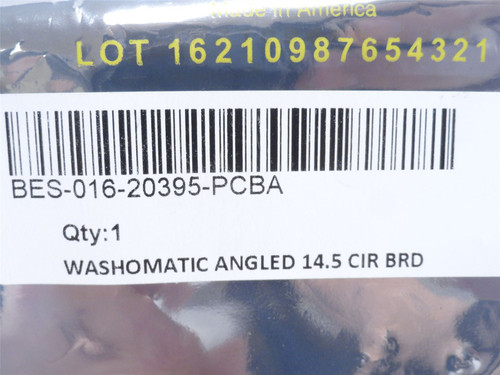 Made in America
LOT 16210987654321
BES-016-20395-PCBA
Qty:1
WASHOMATIC ANGLED 14.5 CIR BRD